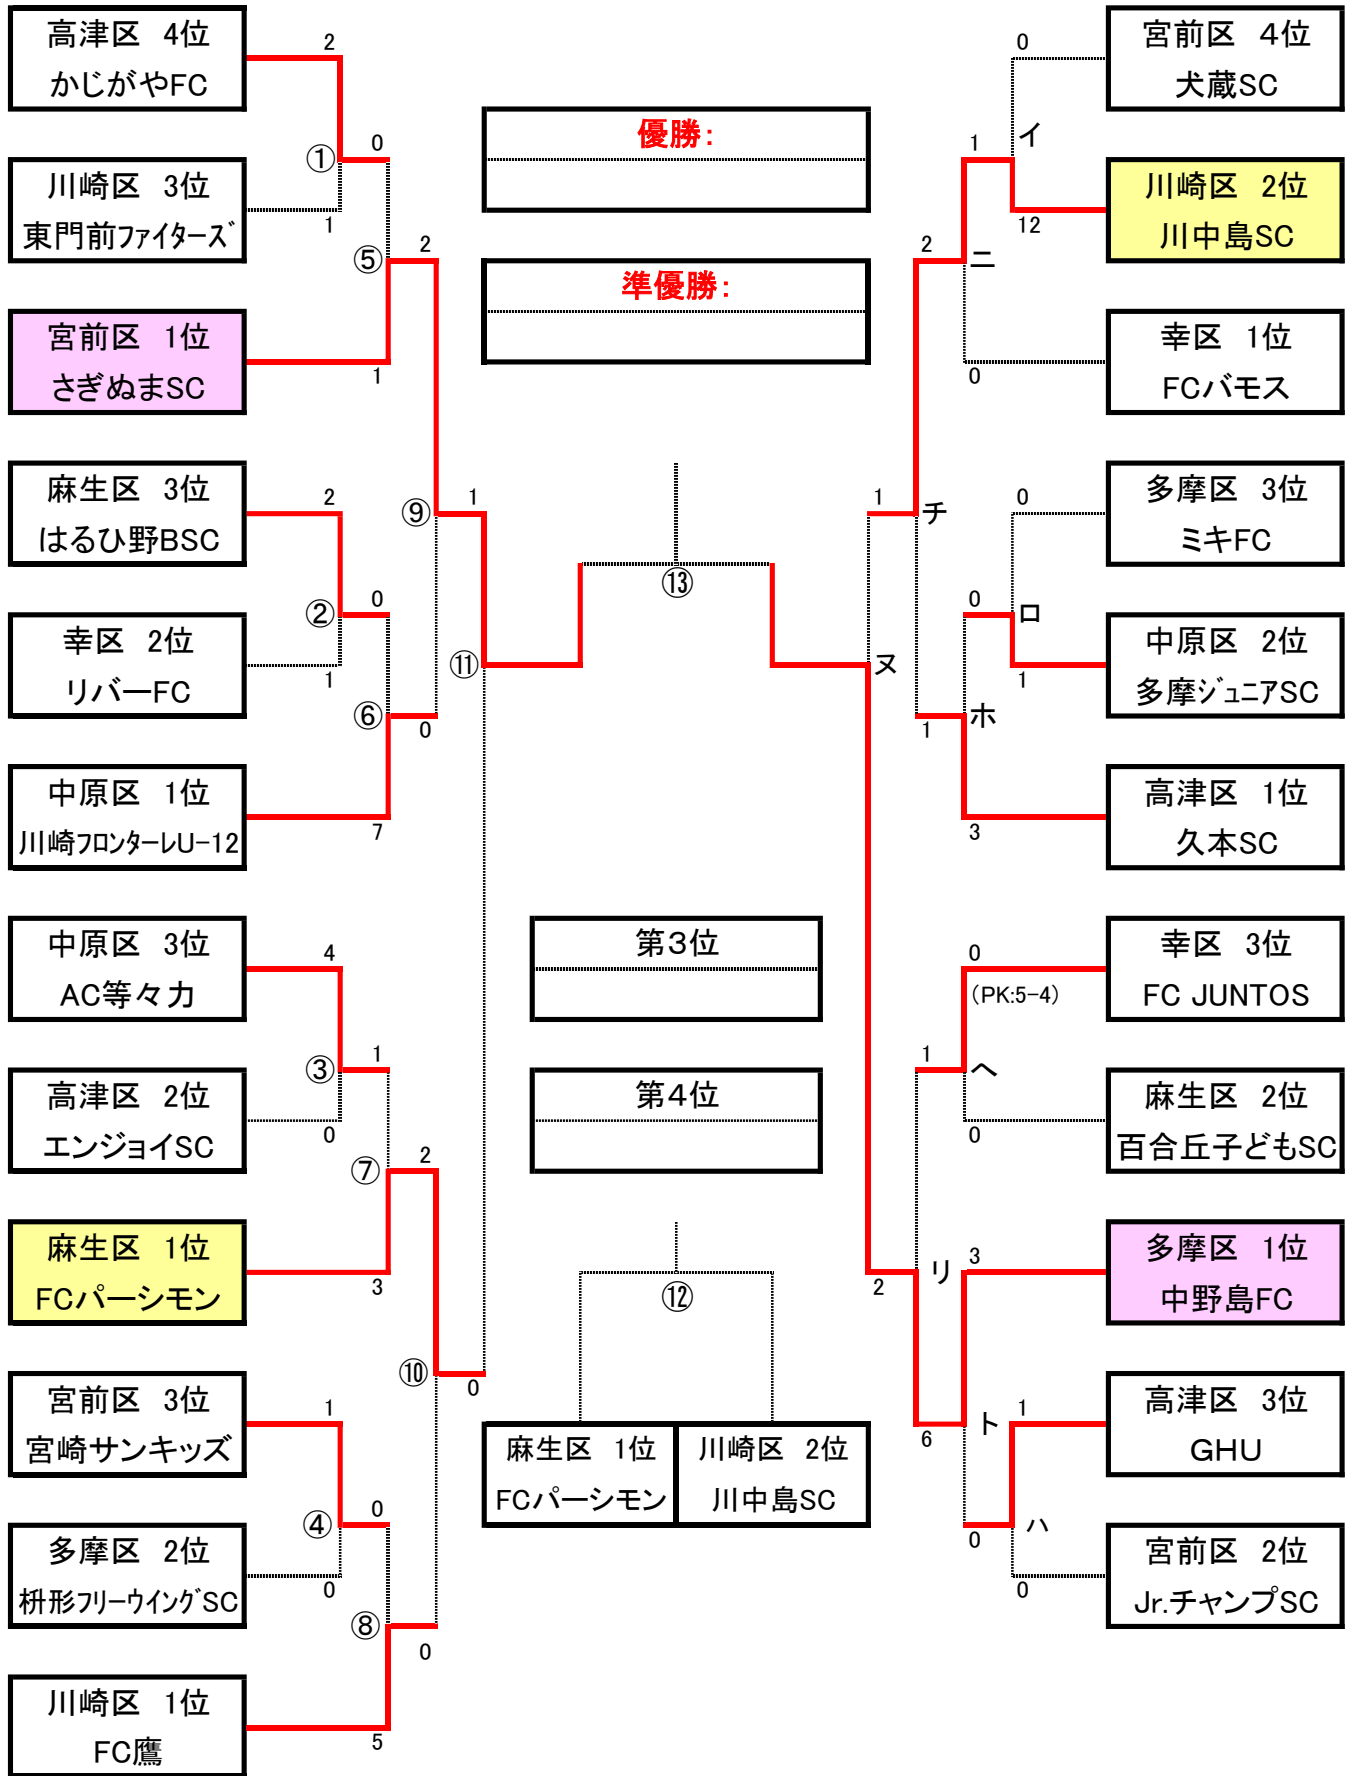 高津区 4位
かじがやFC
川崎区 3位
東門前ﾌｧｲﾀｰｽﾞ
宮前区 1位
さぎぬまSC
麻生区 3位
はるひ野BSC
幸区 2位
リバーFC
中原区 1位
川崎ﾌﾛﾝﾀｰﾚU-12
中原区 3位
AC等々力
高津区 2位
エンジョイSC
麻生区 1位
FCパーシモン
宮前区 3位
宮崎サンキッズ
多摩区 2位
枡形ﾌﾘｰｳｲﾝｸﾞSC
川崎区 1位
FC鷹
2
①
1
0
⑤
1
2
②
1
0
⑥
7
2
⑨
0
4
③
0
1
⑦
3
1
④
0
0
⑧
5
2
⑩
0
1
⑪
0
優勝：
準優勝：
⑬
第3位
第4位
⑫
麻生区 1位
FCパーシモン
川崎区 2位
川中島SC
1
ヌ
2
2
チ
1
1
リ
6
1
ニ
0
0
ホ
3
0
(PK:5-4)
ヘ
0
3
ト
0
0
イ
12
0
ロ
1
1
ハ
0
宮前区 4位
犬蔵SC
川崎区 2位
川中島SC
幸区 1位
FCバモス
多摩区 3位
ミキFC
中原区 2位
多摩ｼﾞｭﾆｱSC
高津区 1位
久本SC
幸区 3位
FC JUNTOS
麻生区 2位
百合丘子どもSC
多摩区 1位
中野島FC
高津区 3位
GHU
宮前区 2位
Jr.チャンプSC